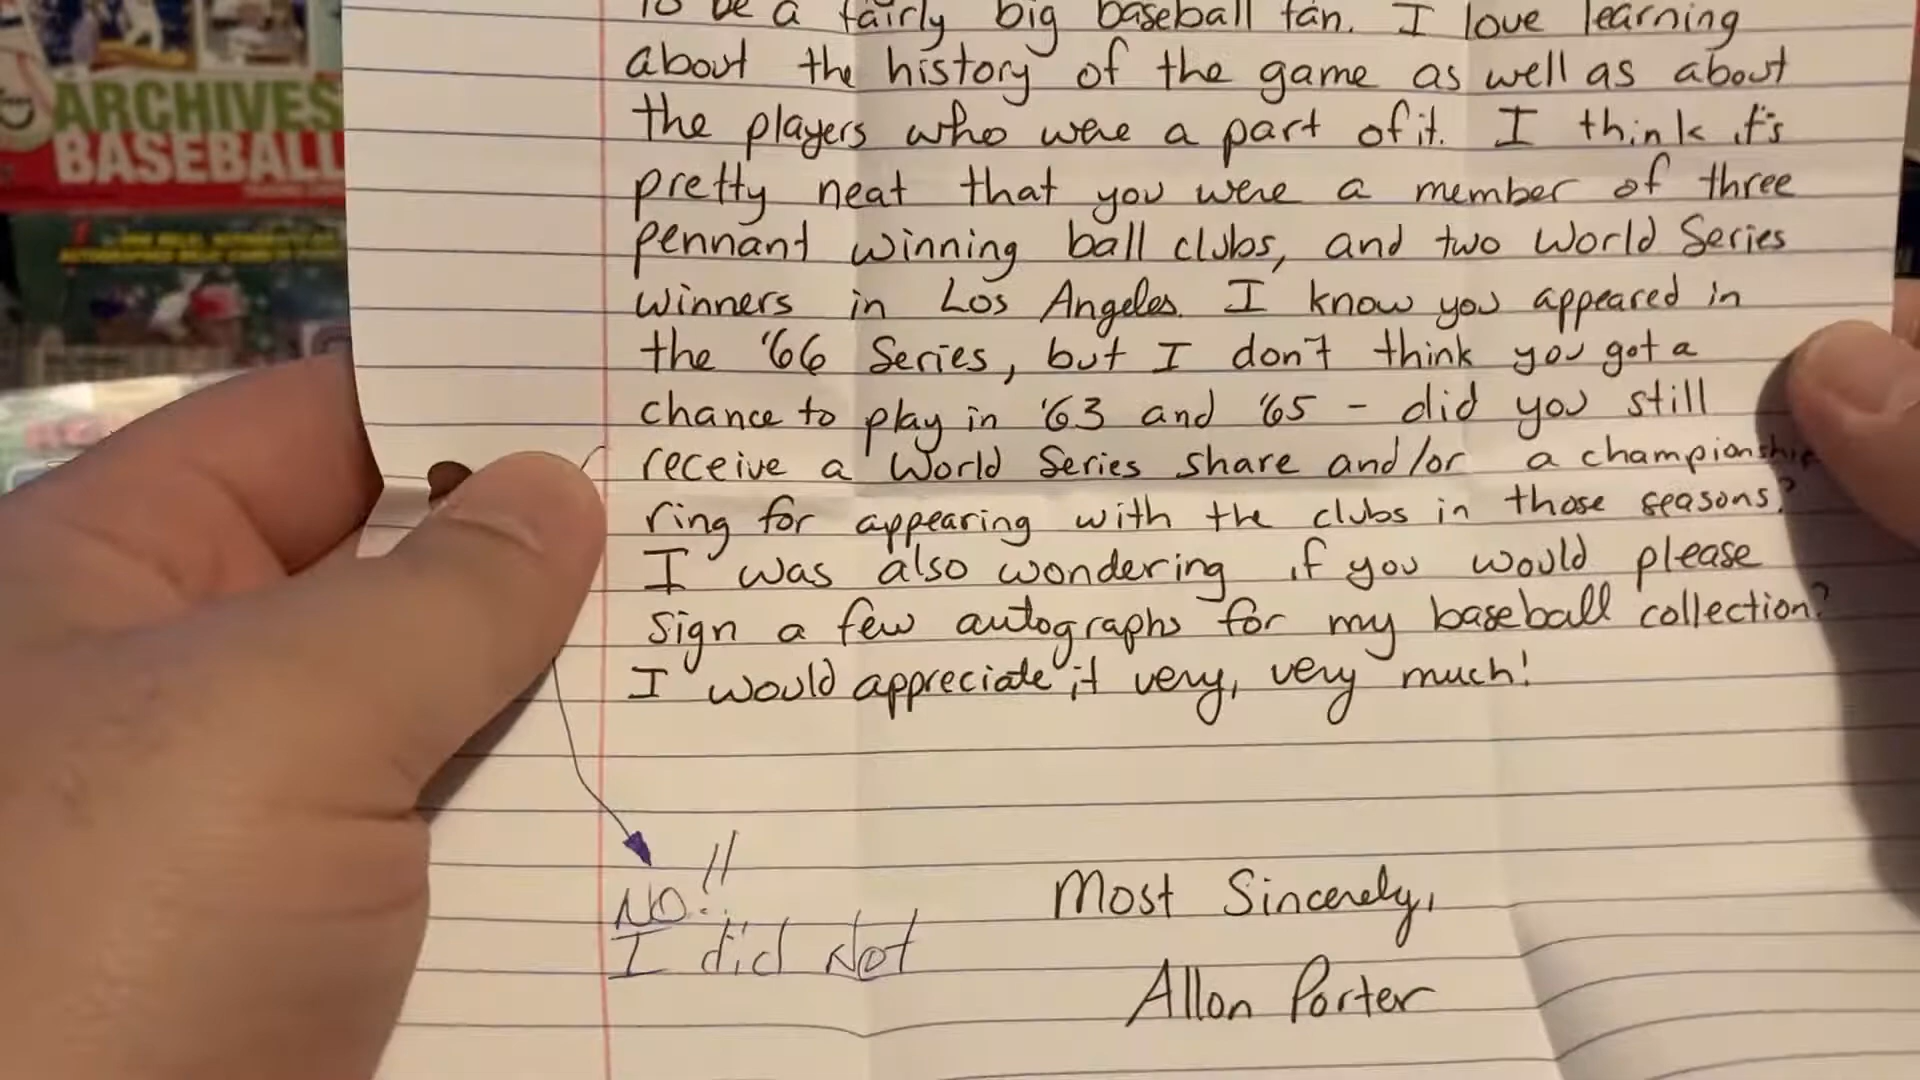 ARCHIVES
BASEBALL
to be a fairly big baseball fan. I love learning
about the history of the game as well as about
the players who were a part of it. I think it's
pretty neat that you were a member of three
pennant winning ball clubs, and two World Series
winners in Los Angeles. I know you appeared in
the '66 Series, but I don't think you got a
chance to play in '63 and '65 - did you still
receive a World Series share and/or a championship
ring for appearing with the clubs in those seasons?
I was also wondering if you would please
sign a few autographs for my baseball collection?
I would appreciate it very, very much!
NO!!
I did Not
Most Sincerely,
Allon Porter